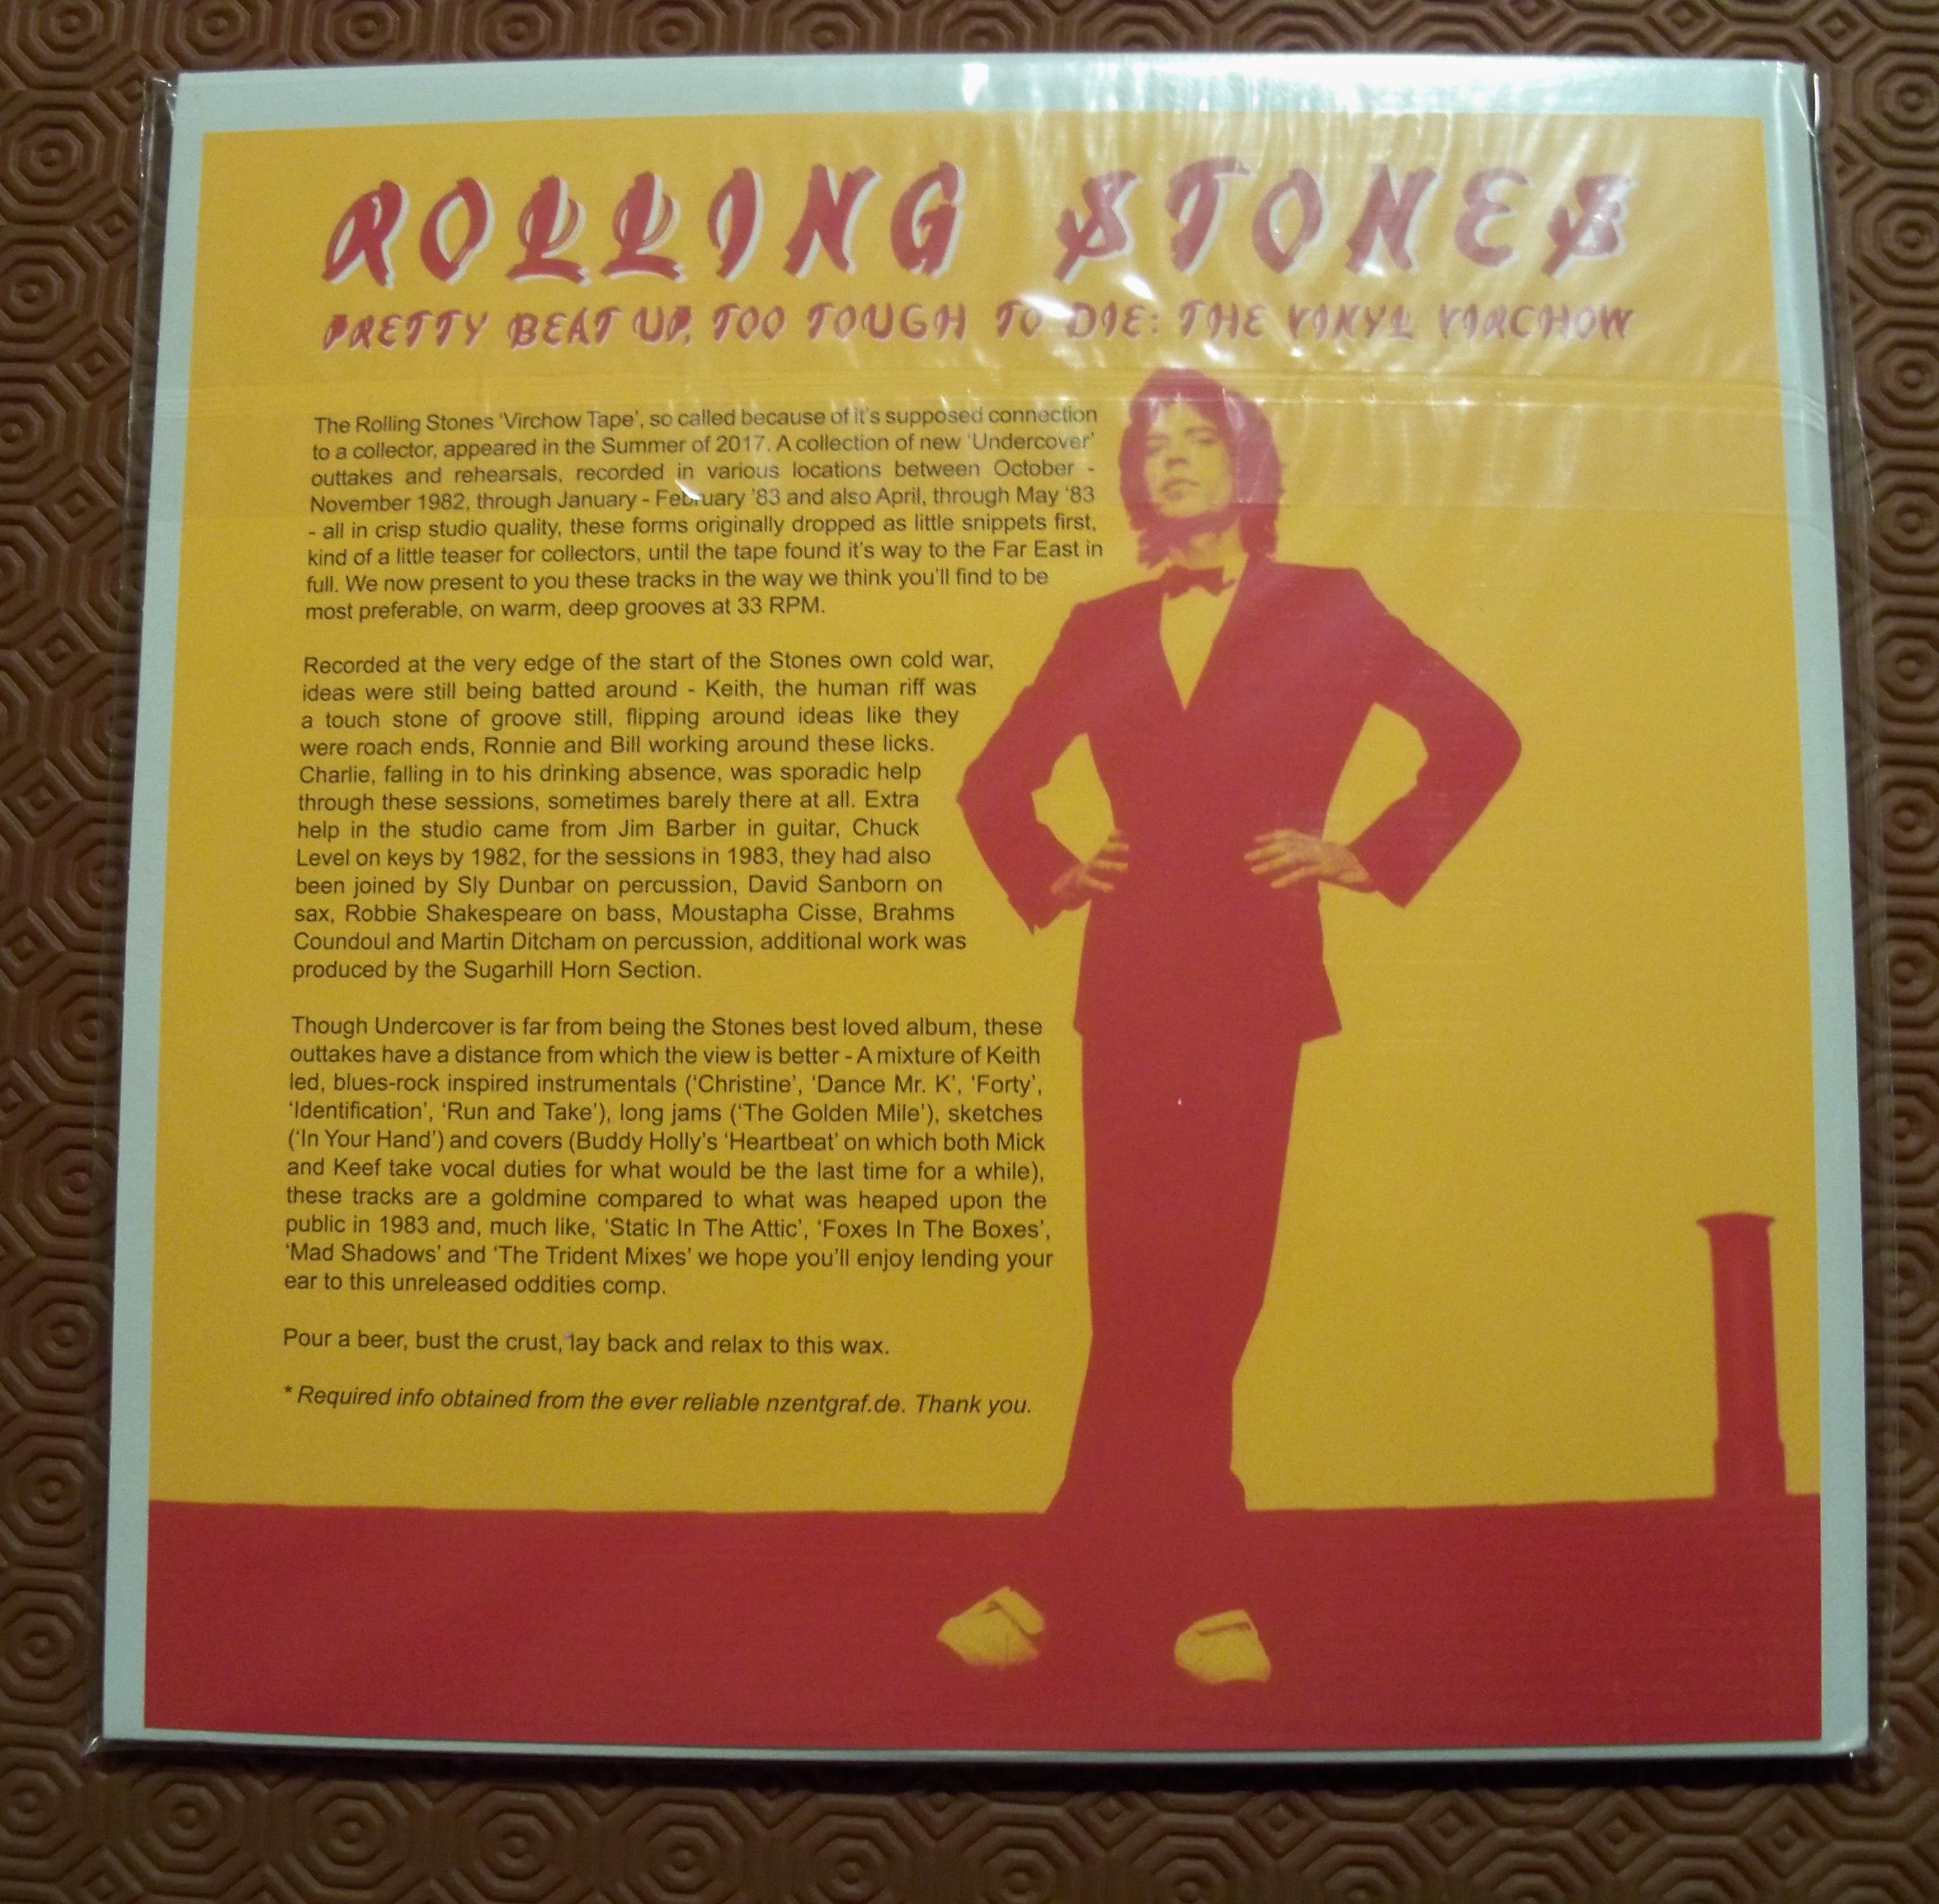 ROLLING STONES
PRETTY BEAT UP, TOO TOUGH TO DIE: THE VINYL VIRCHOW
The Rolling Stones ‘Virchow Tape’, so called because of it’s supposed connection
to a collector, appeared in the Summer of 2017. A collection of new ‘Undercover’
outtakes and rehearsals, recorded in various locations between October -
November 1982, through January - February ’83 and also April, through May ‘83
- all in crisp studio quality, these forms originally dropped as little snippets first,
kind of a little teaser for collectors, until the tape found it’s way to the Far East in
full. We now present to you these tracks in the way we think you’ll find to be
most preferable, on warm, deep grooves at 33 RPM.
Recorded at the very edge of the start of the Stones own cold war,
ideas were still being batted around - Keith, the human riff was
a touch stone of groove still, flipping around ideas like they
were roach ends, Ronnie and Bill working around these licks.
Charlie, falling in to his drinking absence, was sporadic help
through these sessions, sometimes barely there at all. Extra
help in the studio came from Jim Barber in guitar, Chuck
Level on keys by 1982, for the sessions in 1983, they had also
been joined by Sly Dunbar on percussion, David Sanborn on
sax, Robbie Shakespeare on bass, Moustapha Cisse, Brahms
Coundoul and Martin Ditcham on percussion, additional work was
produced by the Sugarhill Horn Section.
Though Undercover is far from being the Stones best loved album, these
outtakes have a distance from which the view is better - A mixture of Keith
led, blues-rock inspired instrumentals (‘Christine’, ‘Dance Mr. K’, ‘Forty’,
‘Identification’, ‘Run and Take’), long jams (‘The Golden Mile’), sketches
(‘In Your Hand’) and covers (Buddy Holly’s ‘Heartbeat’ on which both Mick
and Keef take vocal duties for what would be the last time for a while),
these tracks are a goldmine compared to what was heaped upon the
public in 1983 and, much like, ‘Static In The Attic’, ‘Foxes In The Boxes’,
‘Mad Shadows’ and ‘The Trident Mixes’ we hope you’ll enjoy lending your
ear to this unreleased oddities comp.
Pour a beer, bust the crust, lay back and relax to this wax.
* Required info obtained from the ever reliable nzentgraf.de. Thank you.